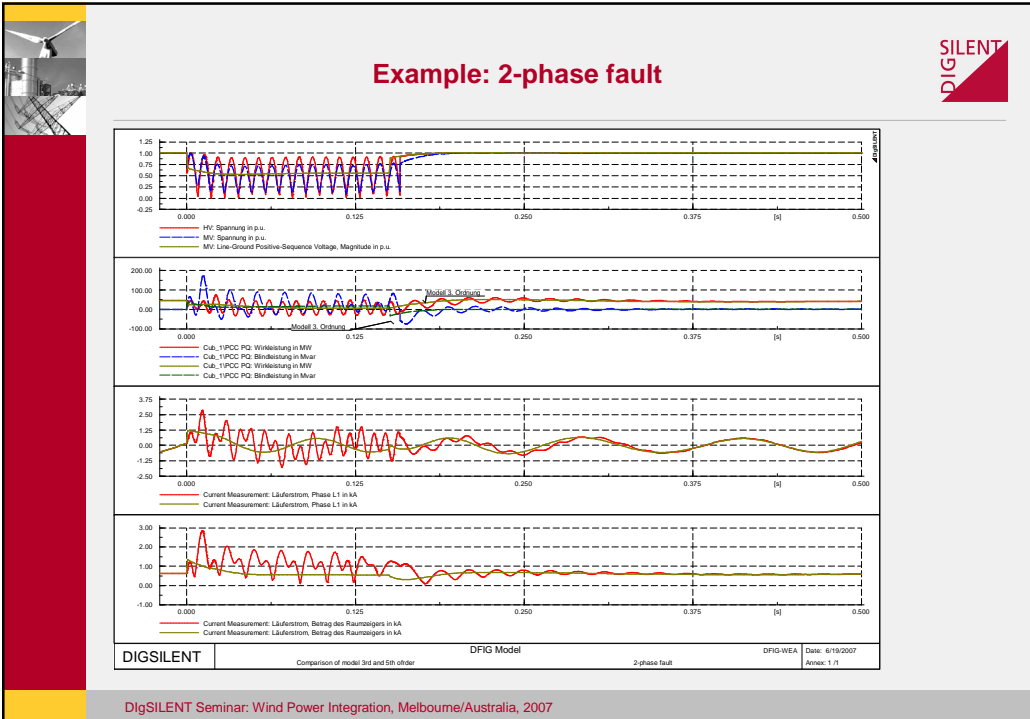 Example: 2-phase fault
DIgSILENT
DIgSILENT
1.25
1.00
0.75
0.50
0.25
0.00
-0.25
0.000
0.125
0.250
0.375
[s]
0.500
HV: Spannung in p.u.
MV: Spannung in p.u.
MV: Line-Ground Positive-Sequence Voltage, Magnitude in p.u.
200.00
100.00
0.00
-100.00
Modell 3. Ordnung
Modell 3. Ordnung
0.000
0.125
0.250
0.375
[s]
0.500
Cub_1\PCC PQ: Wirkleistung in MW
Cub_1\PCC PQ: Blindleistung in Mvar
Cub_1\PCC PQ: Wirkleistung in MW
Cub_1\PCC PQ: Blindleistung in Mvar
3.75
2.50
1.25
0.00
-1.25
-2.50
0.000
0.125
0.250
0.375
[s]
0.500
Current Measurement: Läuferstrom, Phase L1 in kA
Current Measurement: Läuferstrom, Phase L1 in kA
3.00
2.00
1.00
0.00
-1.00
0.000
0.125
0.250
0.375
[s]
0.500
Current Measurement: Läuferstrom, Betrag des Raumzeigers in kA
Current Measurement: Läuferstrom, Betrag des Raumzeigers in kA
DIGSILENT
DFIG Model
Comparison of model 3rd and 5th ofrder
2-phase fault
DFIG-WEA
Date: 6/19/2007
Annex: 1 /1
DIgSILENT Seminar: Wind Power Integration, Melbourne/Australia, 2007